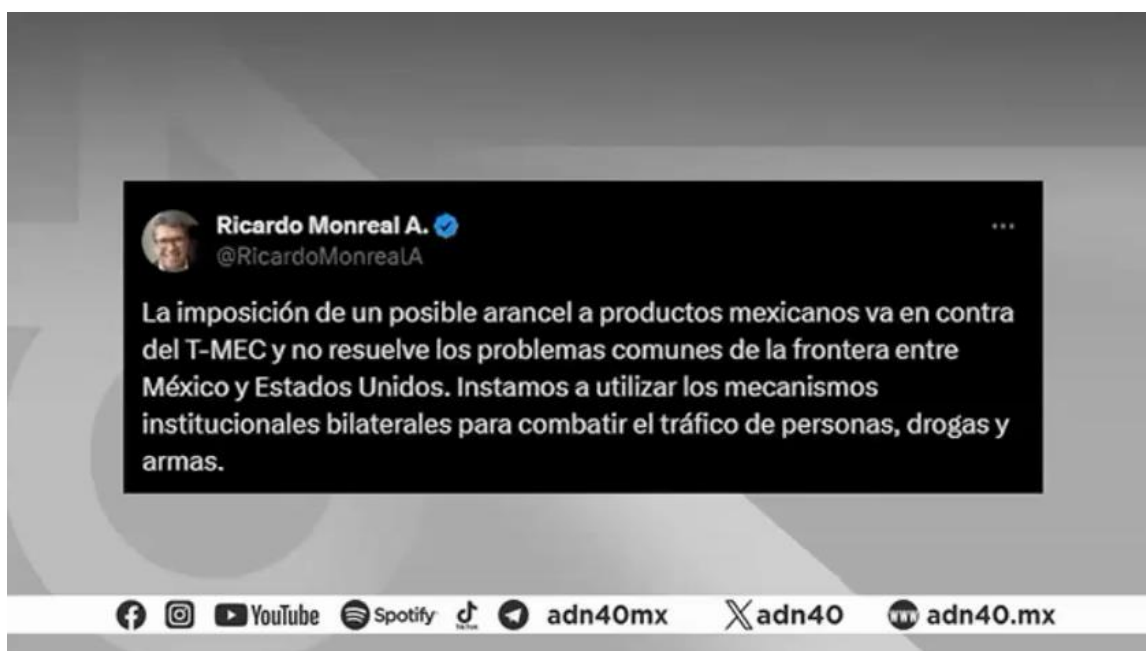 Ricardo Monreal A.
@RicardoMonrealA
La imposición de un posible arancel a productos mexicanos va en contra
del T-MEC y no resuelve los problemas comunes de la frontera entre
México y Estados Unidos. Instamos a utilizar los mecanismos
institucionales bilaterales para combatir el tráfico de personas, drogas y
armas.
YouTube Spotify TikTok adn40mx X adn40 www adn40.mx